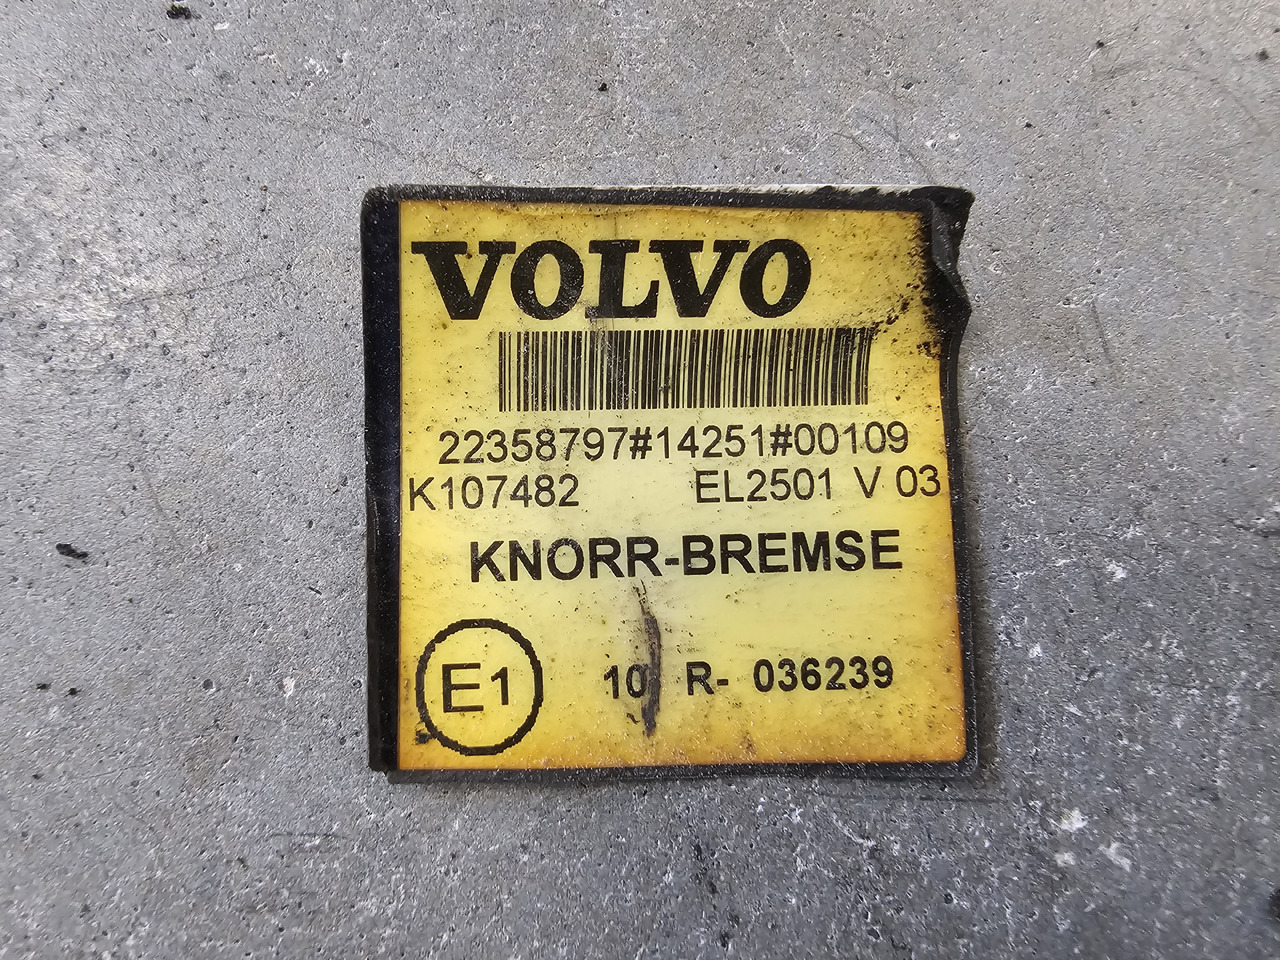 VOLVO
22358797#14251#00109
K107482 EL2501 V 03
KNORR-BREMSE
E1 10 R- 036239